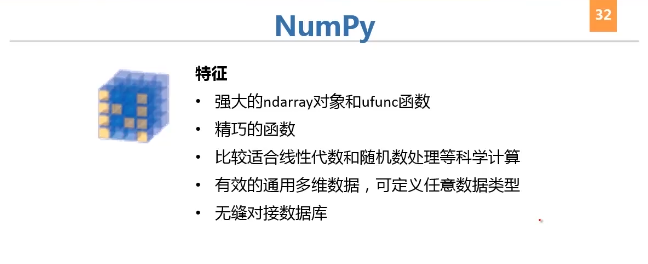 32
NumPy
特征
• 强大的ndarray对象和ufunc函数
• 精巧的函数
• 比较适合线性代数和随机数处理等科学计算
• 有效的通用多维数据，可定义任意数据类型
• 无缝对接数据库